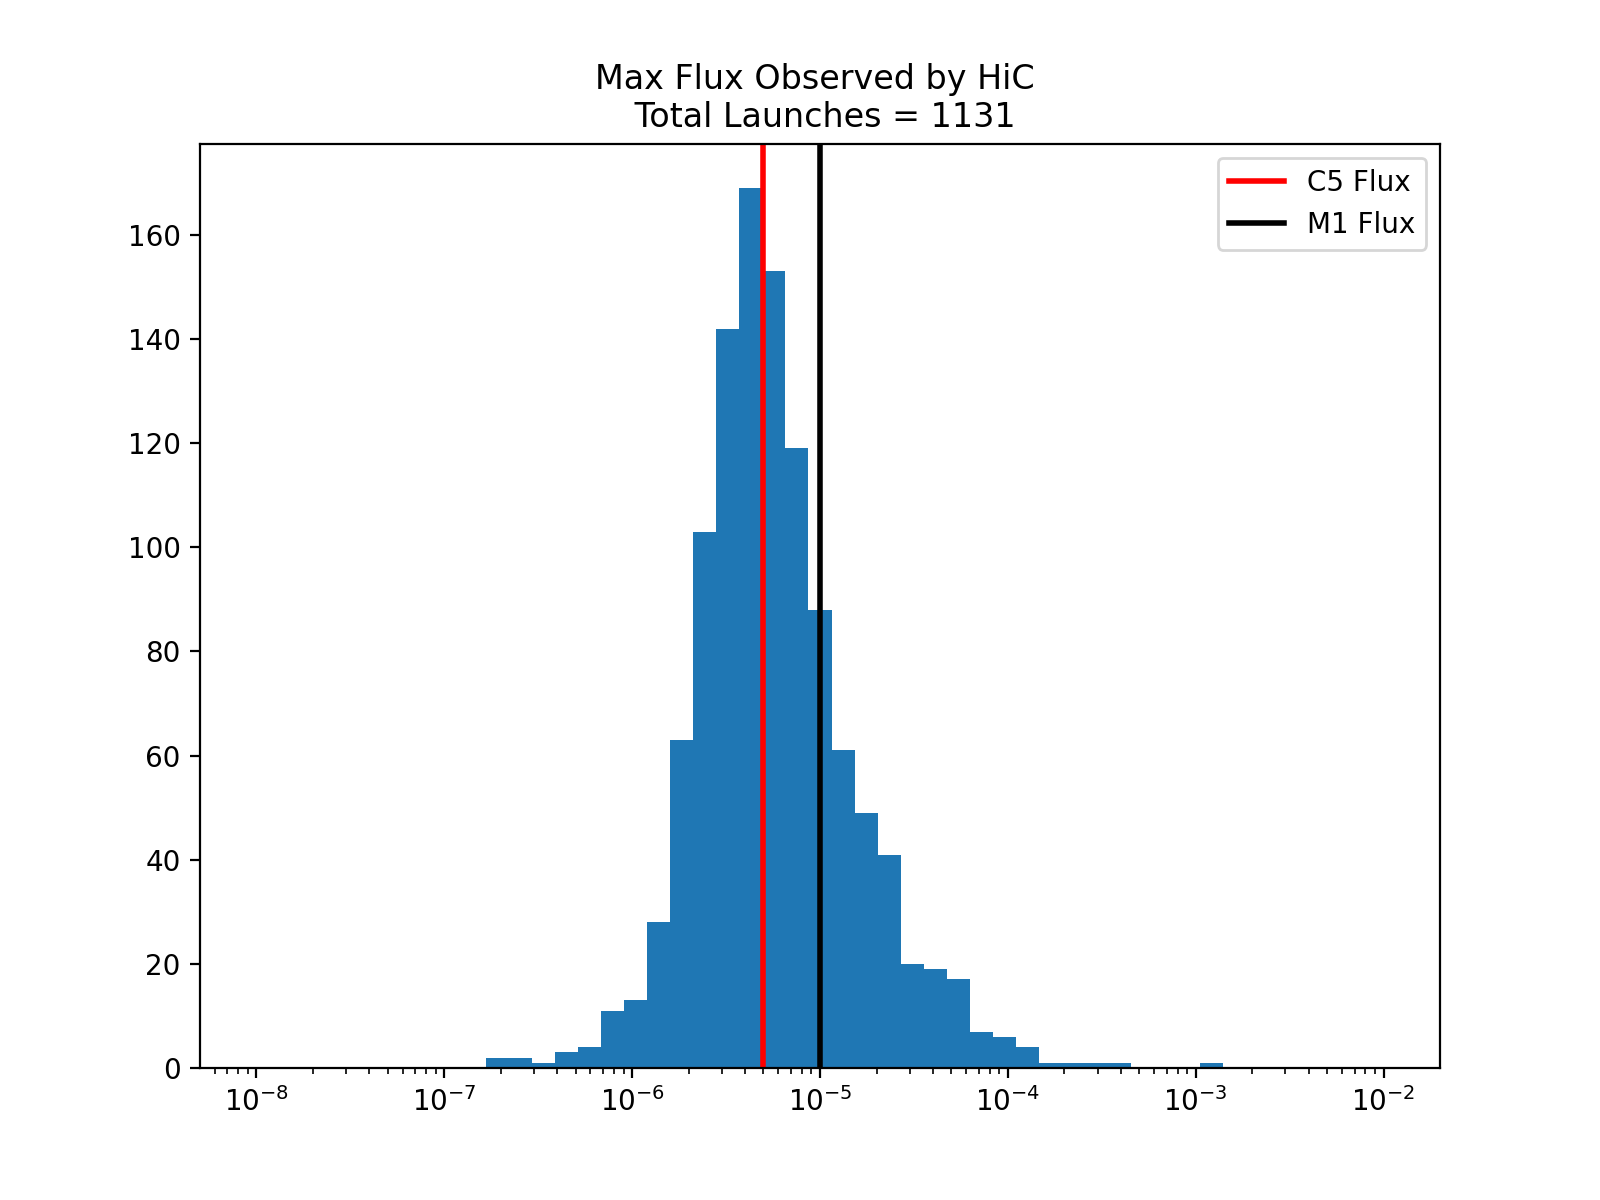 Max Flux Observed by HiC
Total Launches = 1131
C5 Flux
M1 Flux
160
140
120
100
80
60
40
20
0
10⁻⁸ 10⁻⁷ 10⁻⁶ 10⁻⁵ 10⁻⁴ 10⁻³ 10⁻²